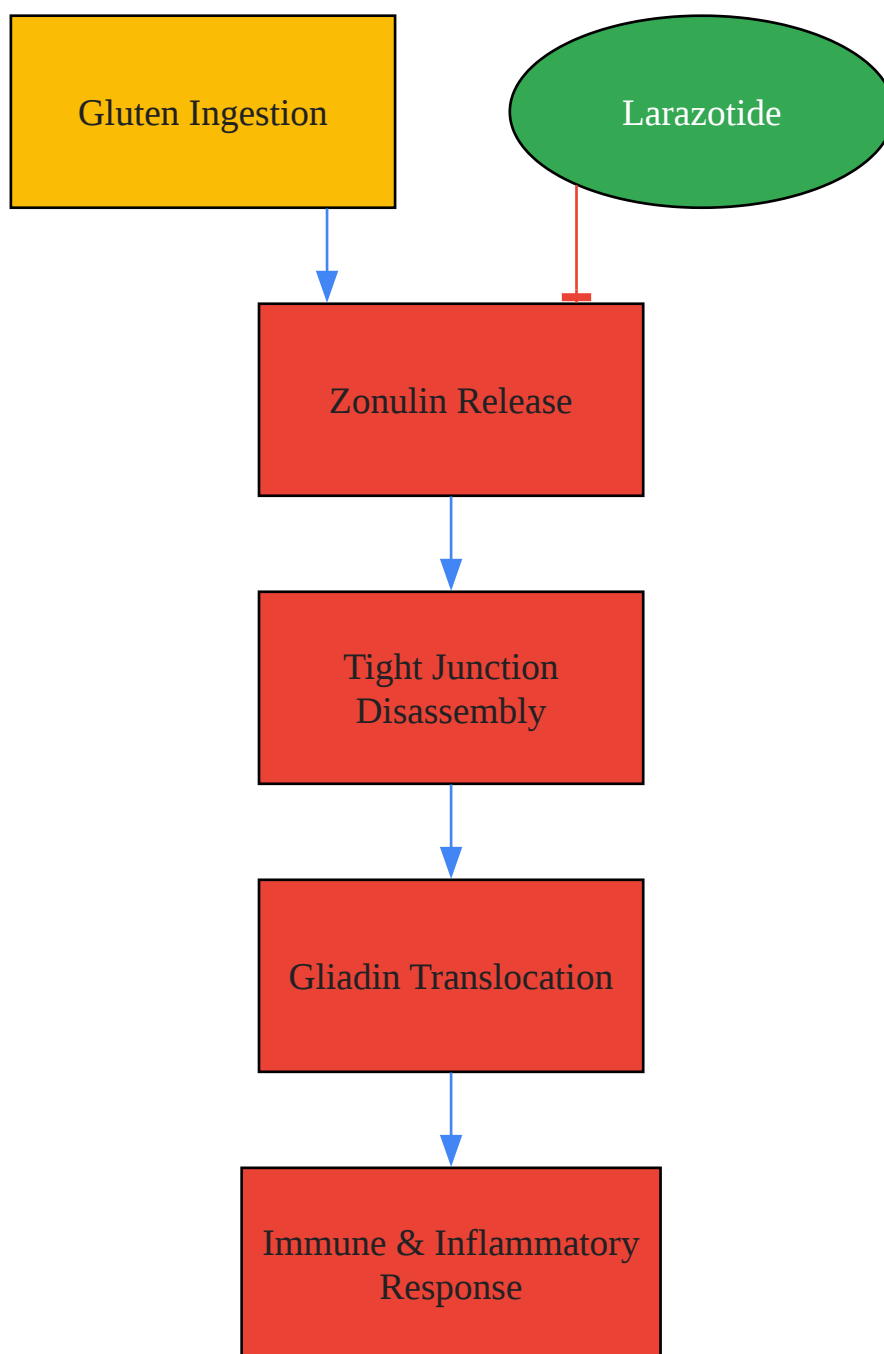 Gluten Ingestion
Larazotide
Zonulin Release
Tight Junction
Disassembly
Gliadin Translocation
Immune & Inflammatory
Response